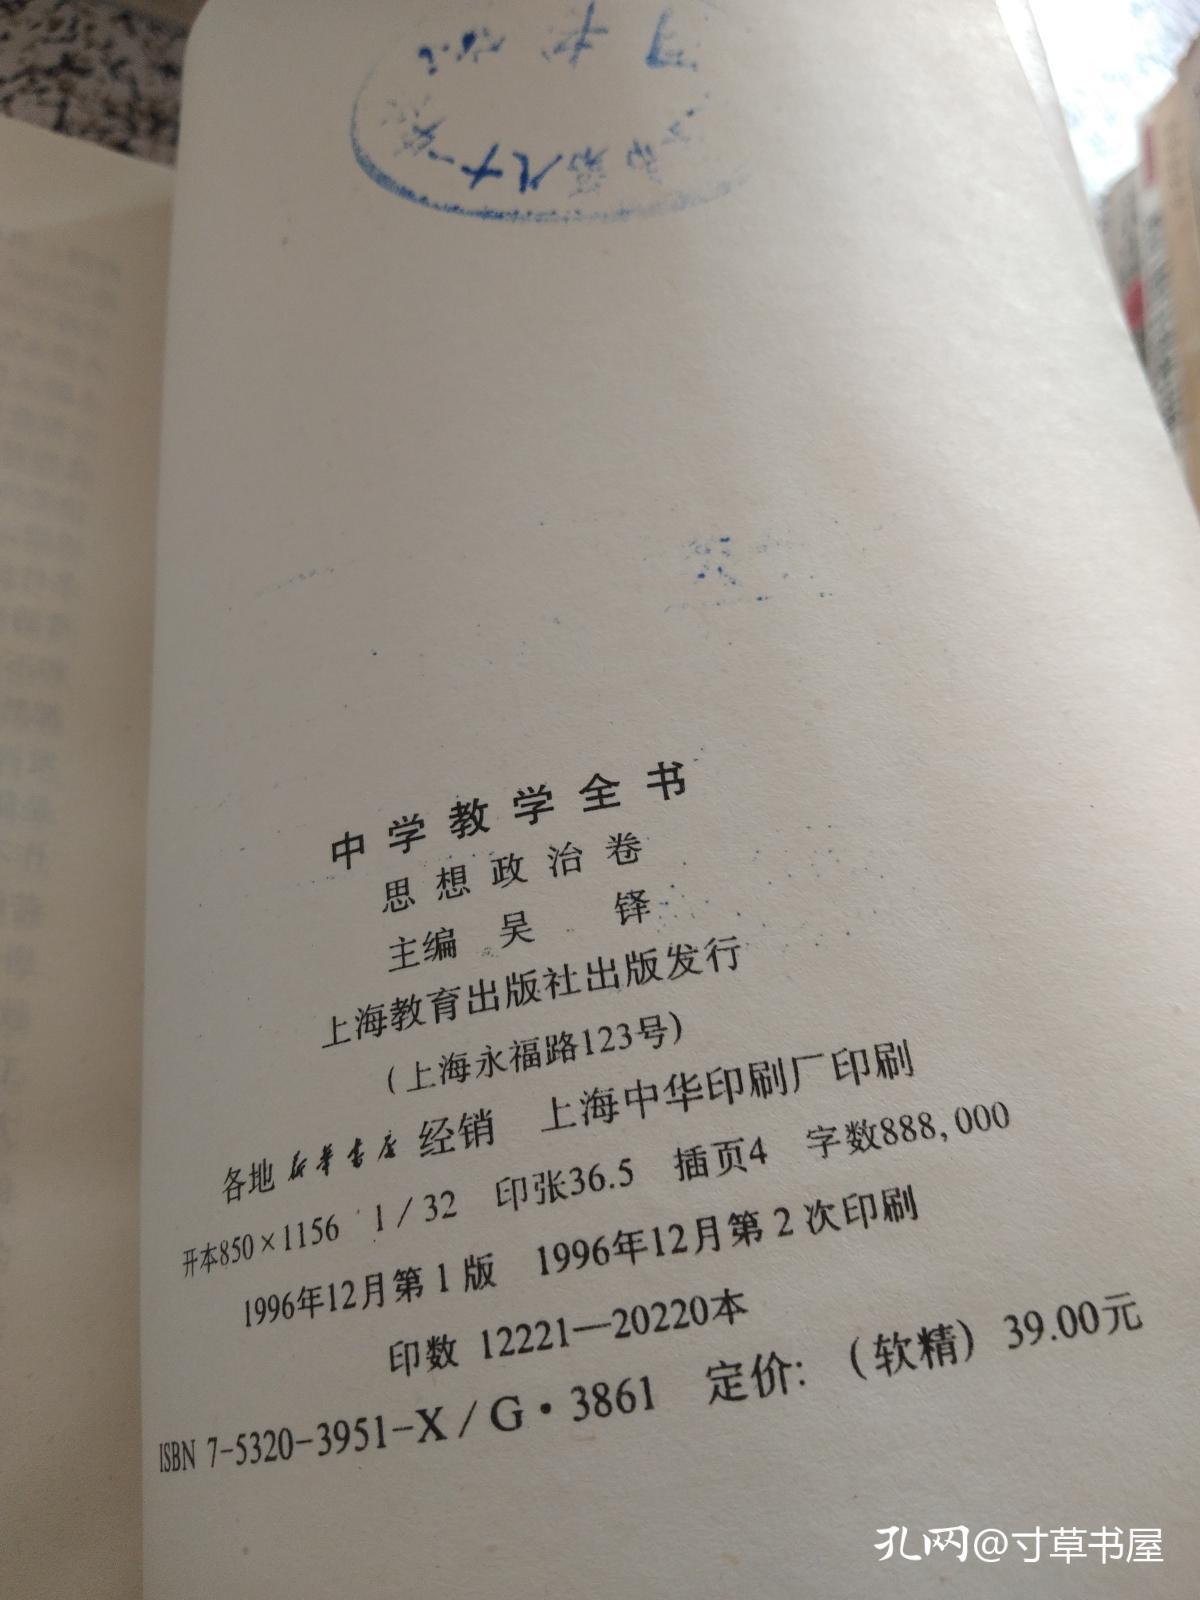 市第八十一
中学教学全书
思想政治卷
主编 吴 铎
上海教育出版社出版发行
(上海永福路123号)
各地 新华书店 经销 上海中华印刷厂印刷
开本850×1156 1/32 印张36.5 插页4 字数888,000
1996年12月第1版 1996年12月第2次印刷
印数 12221—20220本
ISBN 7-5320-3951-X/G·3861 定价:(软精)39.00元
孔网@寸草书屋